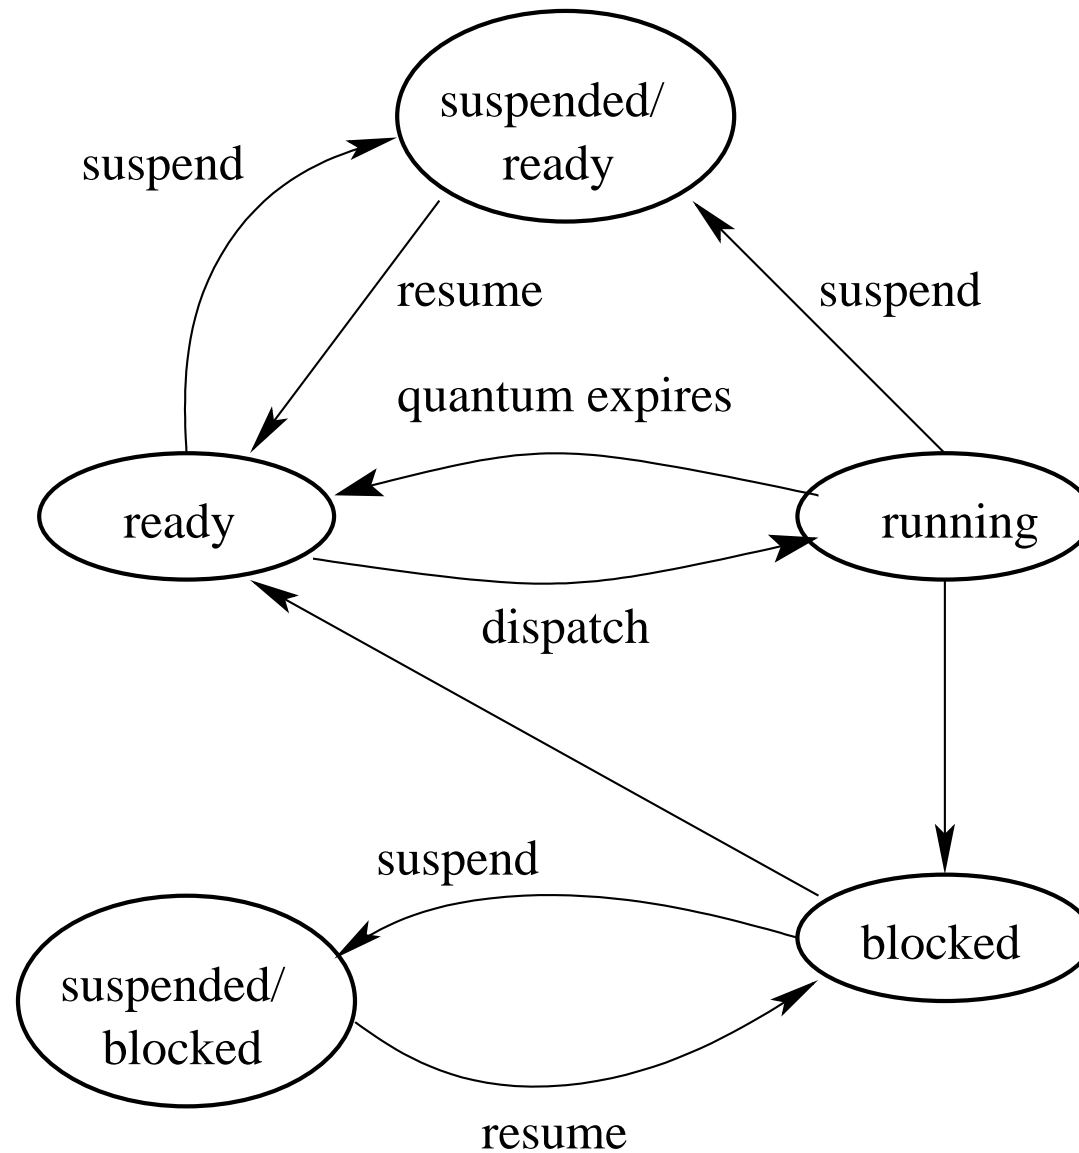 suspended/
ready
suspend
resume
suspend
quantum expires
ready
running
dispatch
suspend
blocked
suspended/
blocked
resume